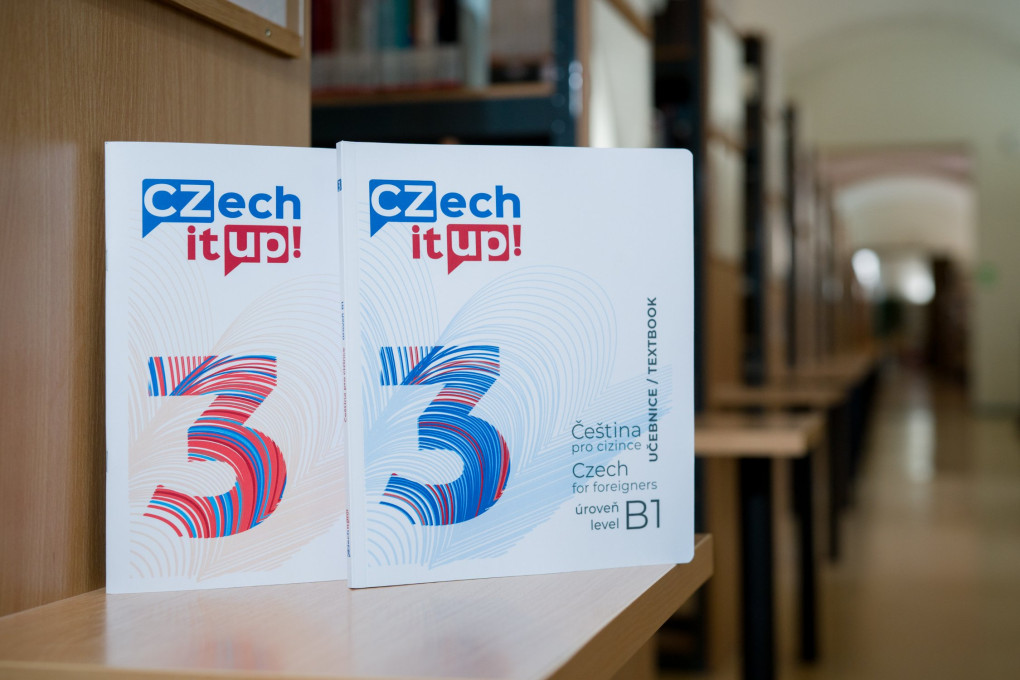 CZech
it up!
3
CZech
it up!
3
UČEBNICE / TEXTBOOK
Čeština
pro cizince
Czech
for foreigners
úroveň
level B1